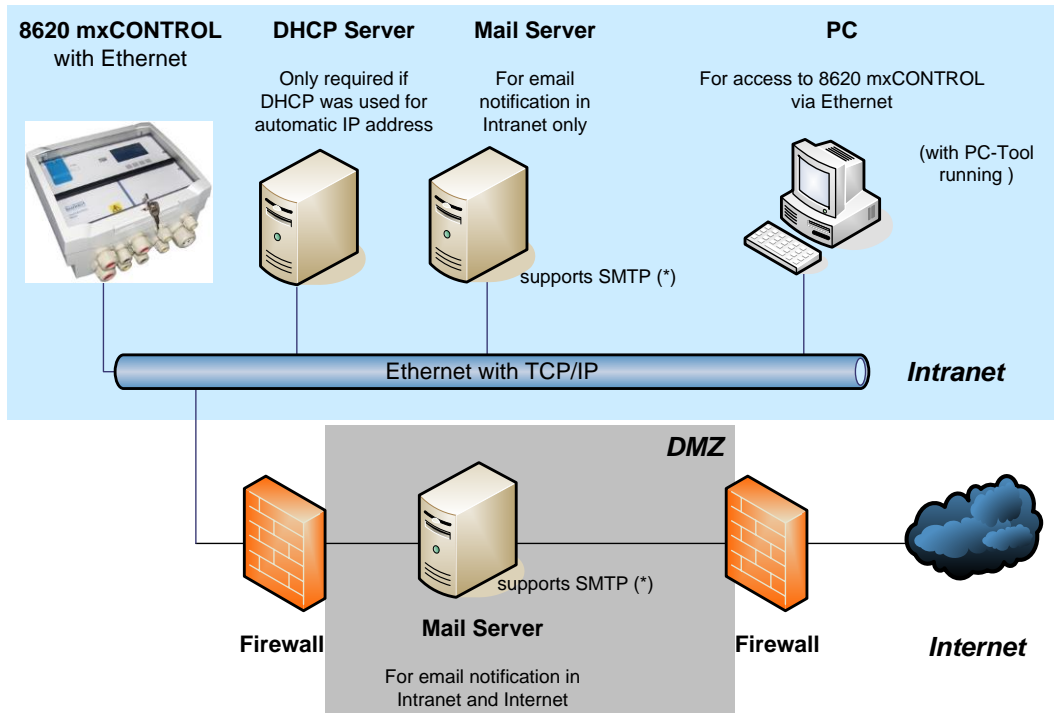 8620 mxCONTROL
with Ethernet
DHCP Server
Only required if
DHCP was used for
automatic IP address
Mail Server
For email
notification in
Intranet only
supports SMTP (*)
PC
For access to 8620 mxCONTROL
via Ethernet
(with PC-Tool
running )
Ethernet with TCP/IP
Intranet
DMZ
Firewall
supports SMTP (*)
Mail Server
For email notification in
Intranet and Internet
Firewall
Internet